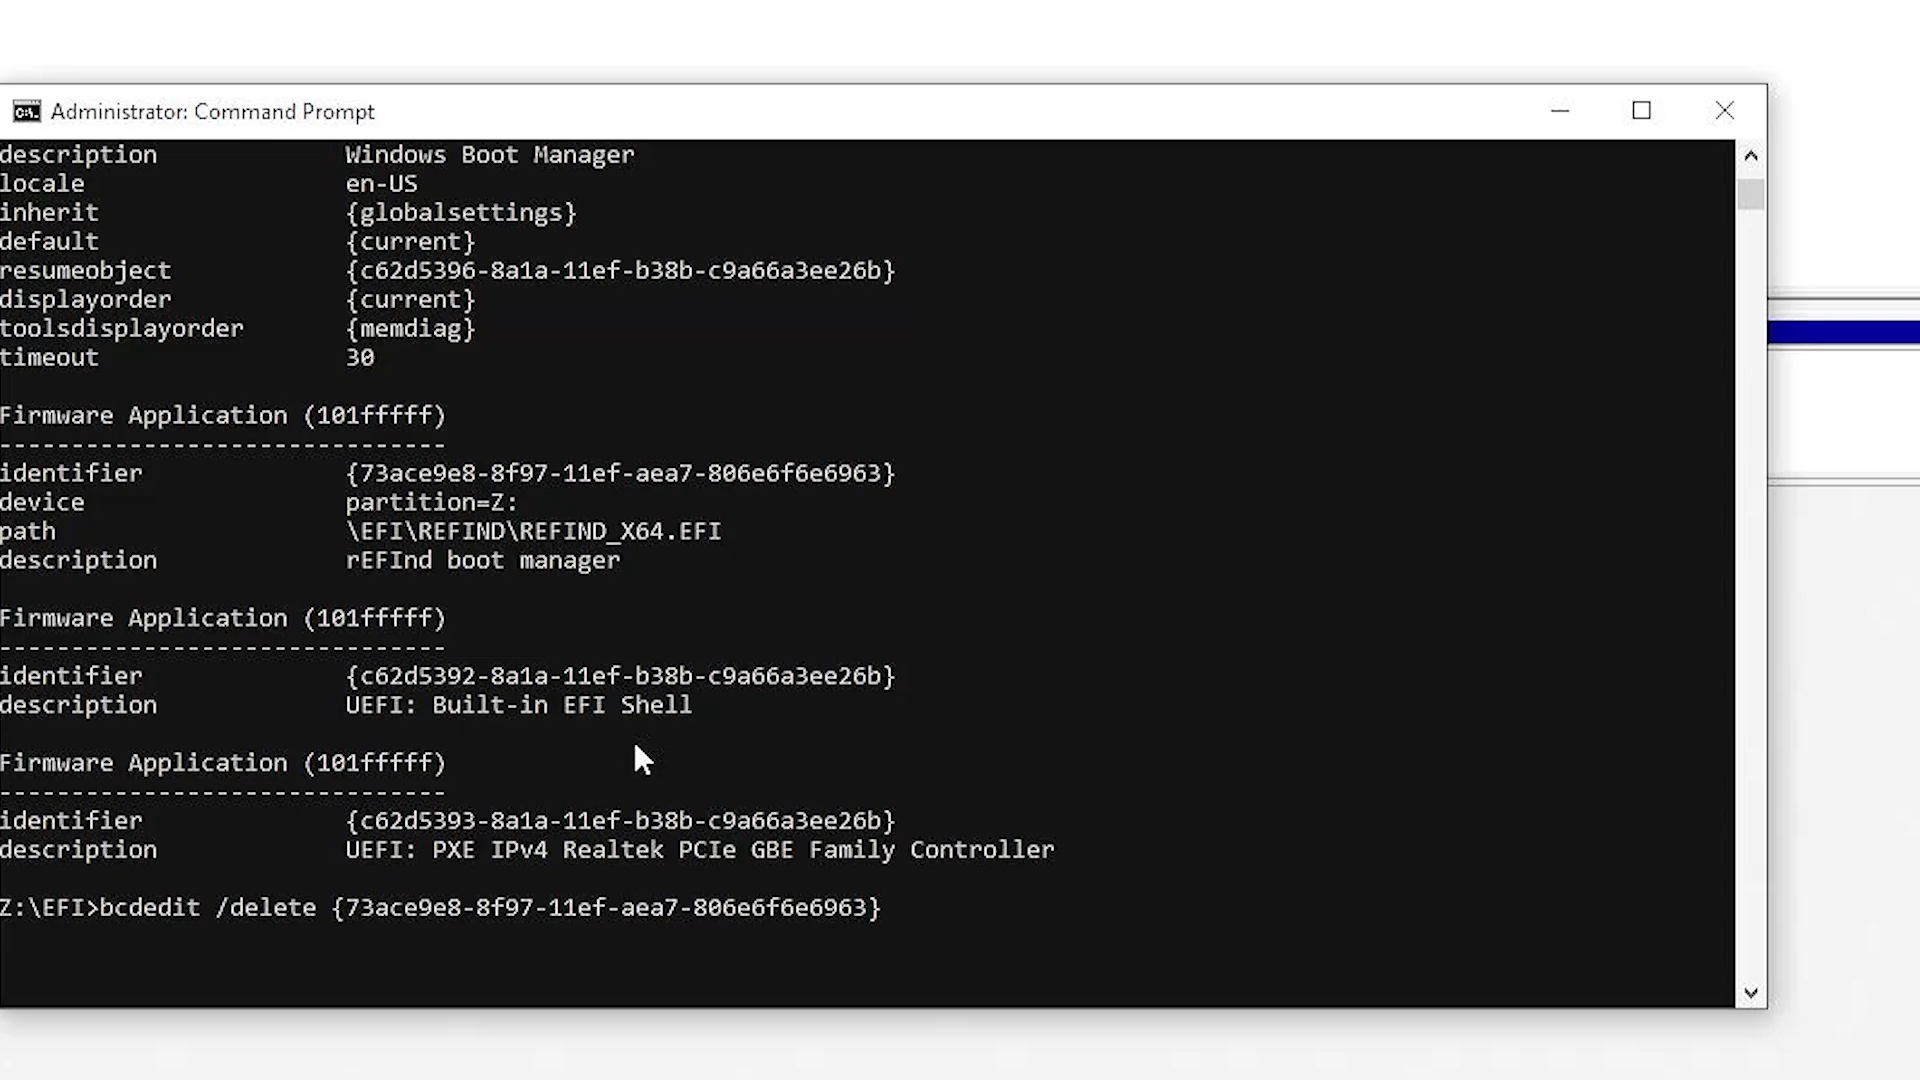 Administrator: Command Prompt
description Windows Boot Manager
locale en-US
inherit {globalsettings}
default {current}
resumeobject {c62d5396-8a1a-11ef-b38b-c9a66a3ee26b}
displayorder {current}
toolsdisplayorder {memdiag}
timeout 30
Firmware Application (101fffff)
-------------------------------
identifier {73ace9e8-8f97-11ef-aea7-806e6f6e6963}
device partition=Z:
path \EFI\REFIND\REFIND_X64.EFI
description rEFInd boot manager
Firmware Application (101fffff)
-------------------------------
identifier {c62d5392-8a1a-11ef-b38b-c9a66a3ee26b}
description UEFI: Built-in EFI Shell
Firmware Application (101fffff)
-------------------------------
identifier {c62d5393-8a1a-11ef-b38b-c9a66a3ee26b}
description UEFI: PXE IPv4 Realtek PCIe GBE Family Controller
Z:\EFI>bcdedit /delete {73ace9e8-8f97-11ef-aea7-806e6f6e6963}